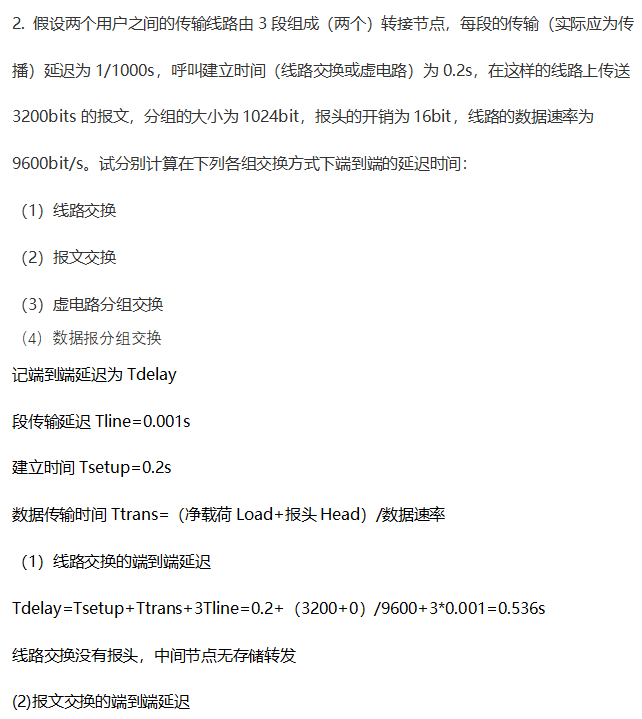 2. 假设两个用户之间的传输线路由 3 段组成（两个）转接节点，每段的传输（实际应为传
播）延迟为 1/1000s，呼叫建立时间（线路交换或虚电路）为 0.2s，在这样的线路上传送
3200bits 的报文，分组的大小为 1024bit，报头的开销为 16bit，线路的数据速率为
9600bit/s。试分别计算在下列各组交换方式下端到端的延迟时间：
（1）线路交换
（2）报文交换
（3）虚电路分组交换
（4）数据报分组交换
记端到端延迟为 Tdelay
段传输延迟 Tline=0.001s
建立时间 Tsetup=0.2s
数据传输时间 Ttrans=（净载荷 Load+报头 Head）/数据速率
（1）线路交换的端到端延迟
Tdelay=Tsetup+Ttrans+3Tline=0.2+（3200+0）/9600+3*0.001=0.536s
线路交换没有报头，中间节点无存储转发
(2)报文交换的端到端延迟